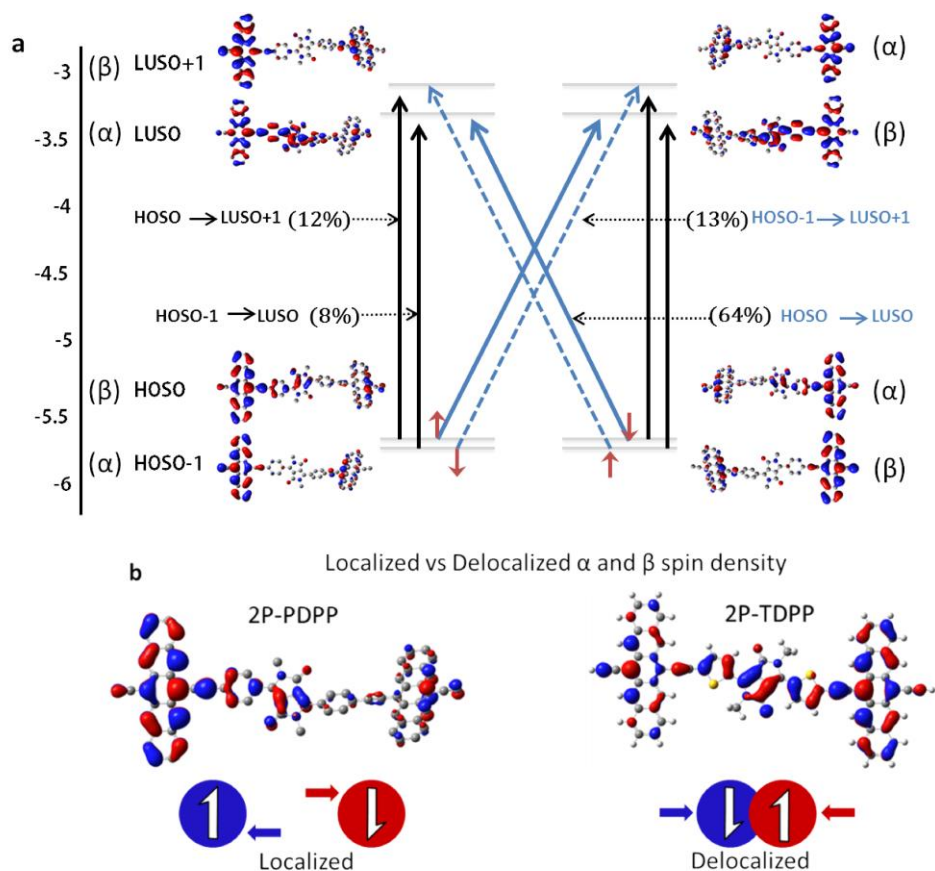 a
(β) LUSO+1 (α)
-3
(α) LUSO (β)
-3.5
-4
HOSO → LUSO+1 (12%) (13%) HOSO-1 → LUSO+1
-4.5
HOSO-1 → LUSO (8%) (64%) HOSO → LUSO
-5
(β) HOSO (α)
-5.5
(α) HOSO-1 (β)
-6
Localized vs Delocalized α and β spin density
b
2P-PDPP 2P-TDPP
Localized Delocalized